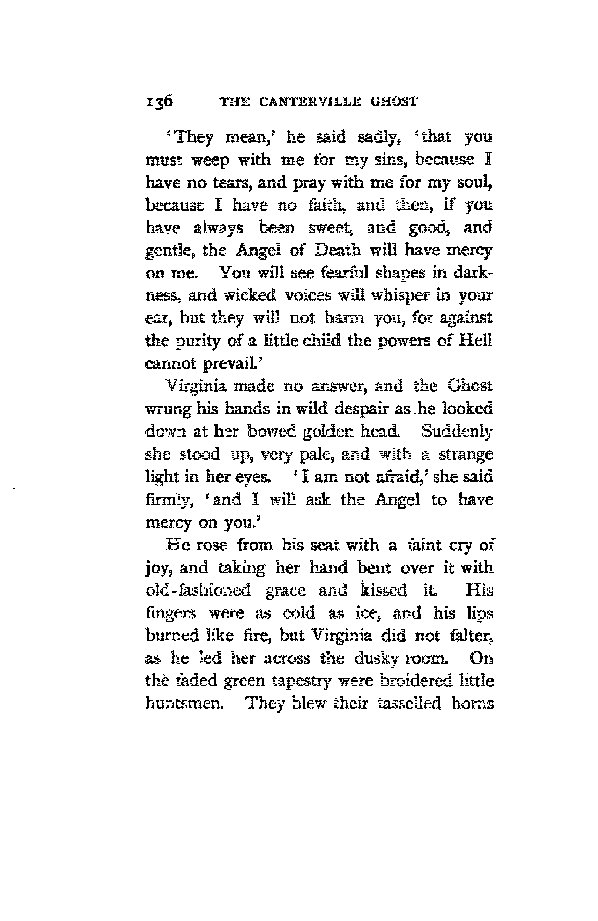 136 THE CANTERVILLE GHOST
'They mean,' he said sadly, 'that you
must weep with me for my sins, because I
have no tears, and pray with me for my soul,
because I have no faith, and then, if you
have always been sweet, and good, and
gentle, the Angel of Death will have mercy
on me. You will see fearful shapes in dark-
ness, and wicked voices will whisper in your
ear, but they will not harm you, for against
the purity of a little child the powers of Hell
cannot prevail.'
Virginia made no answer, and the Ghost
wrung his hands in wild despair as he looked
down at her bowed golden head. Suddenly
she stood up, very pale, and with a strange
light in her eyes. 'I am not afraid,' she said
firmly, 'and I will ask the Angel to have
mercy on you.'
He rose from his seat with a faint cry of
joy, and taking her hand bent over it with
old-fashioned grace and kissed it. His
fingers were as cold as ice, and his lips
burned like fire, but Virginia did not falter,
as he led her across the dusky room. On
the faded green tapestry were broidered little
huntsmen. They blew their tasselled horns